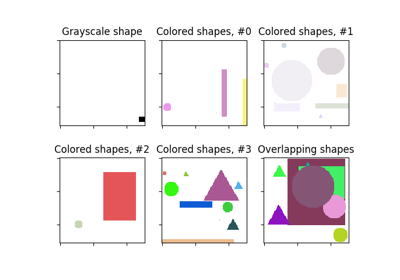 Grayscale shape
Colored shapes, #0
Colored shapes, #1
Colored shapes, #2
Colored shapes, #3
Overlapping shapes